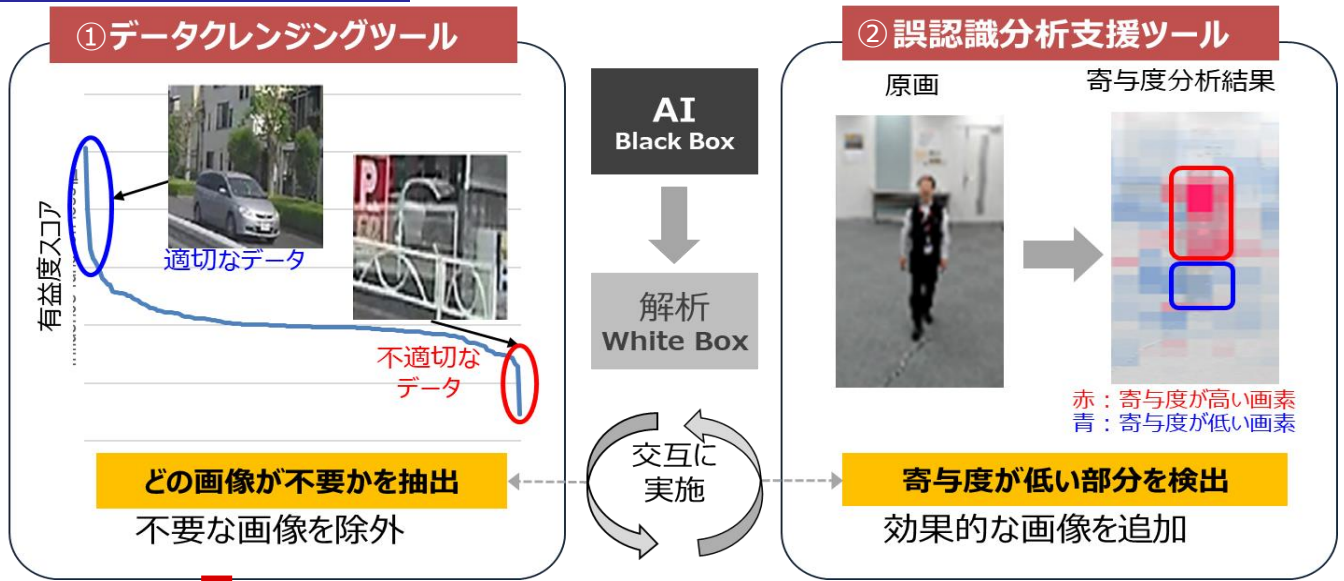 ①データクレンジングツール
有益度スコア
適切なデータ
P
不適切な
データ
どの画像が不要かを抽出
不要な画像を除外
AI
Black Box
解析
White Box
交互に
実施
②誤認識分析支援ツール
原画
寄与度分析結果
赤：寄与度が高い画素
青：寄与度が低い画素
寄与度が低い部分を検出
効果的な画像を追加